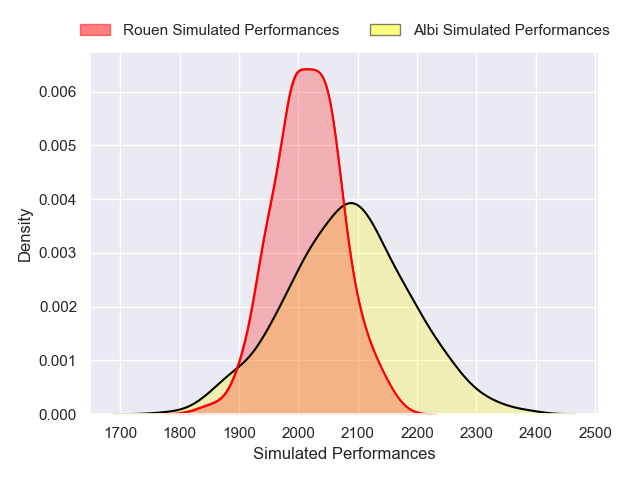 Rouen Simulated Performances Albi Simulated Performances
0.006
0.005
0.004
0.003
0.002
0.001
0.000
Density
1700 1800 1900 2000 2100 2200 2300 2400 2500
Simulated Performances